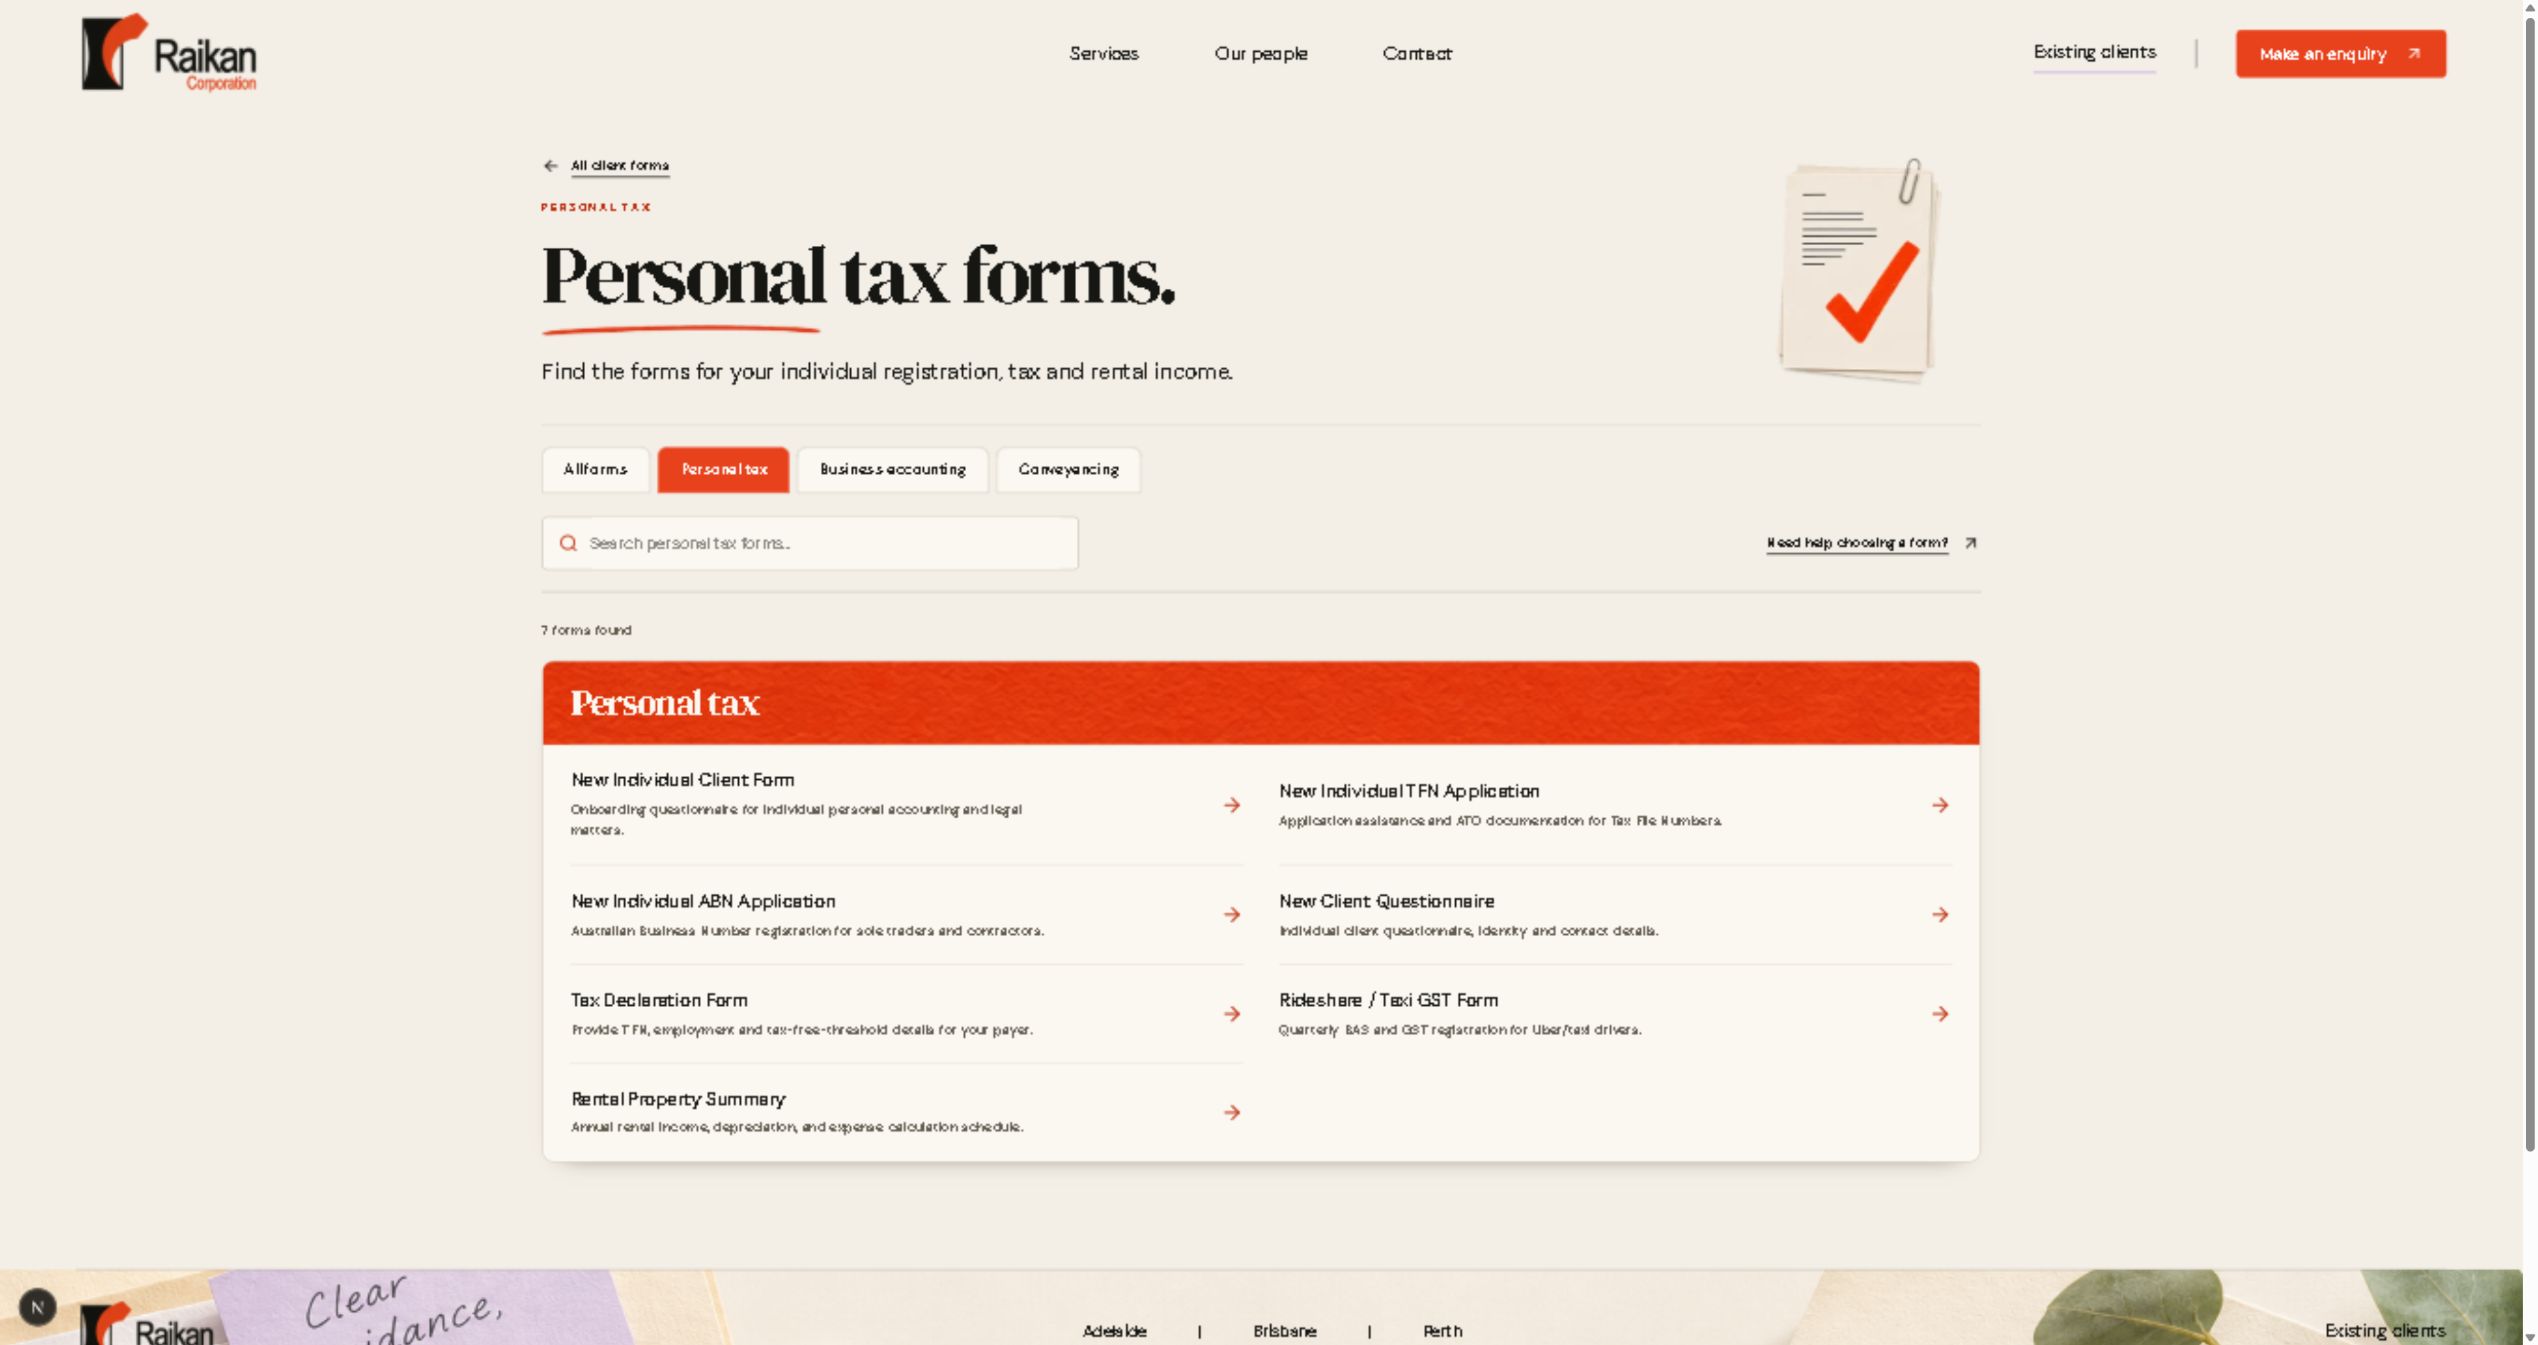 Raikan
Corporation
Services
Our people
Contact
Existing clients
Make an enquiry
All client forms
PERSONAL TAX
Personal tax forms.
Find the forms for your individual registration, tax and rental income.
All forms
Personal tax
Business accounting
Conveyancing
Search personal tax forms...
Need help choosing a form?
7 forms found
Personal tax
New Individual Client Form
Onboarding questionnaire for individual personal accounting and legal
matters.
New Individual TFN Application
Application assistance and ATO documentation for Tax File Numbers.
New Individual ABN Application
Australian Business Number registration for sole traders and contractors.
New Client Questionnaire
Individual client questionnaire, identity and contact details.
Tax Declaration Form
Provide TFN, employment and tax-free-threshold details for your payer.
Rideshare / Taxi GST Form
Quarterly BAS and GST registration for Uber/taxi drivers.
Rental Property Summary
Annual rental income, depreciation, and expense calculation schedule.
N
Raikan
Clear
idance,
Adelaide | Brisbane | Perth
Existing clients